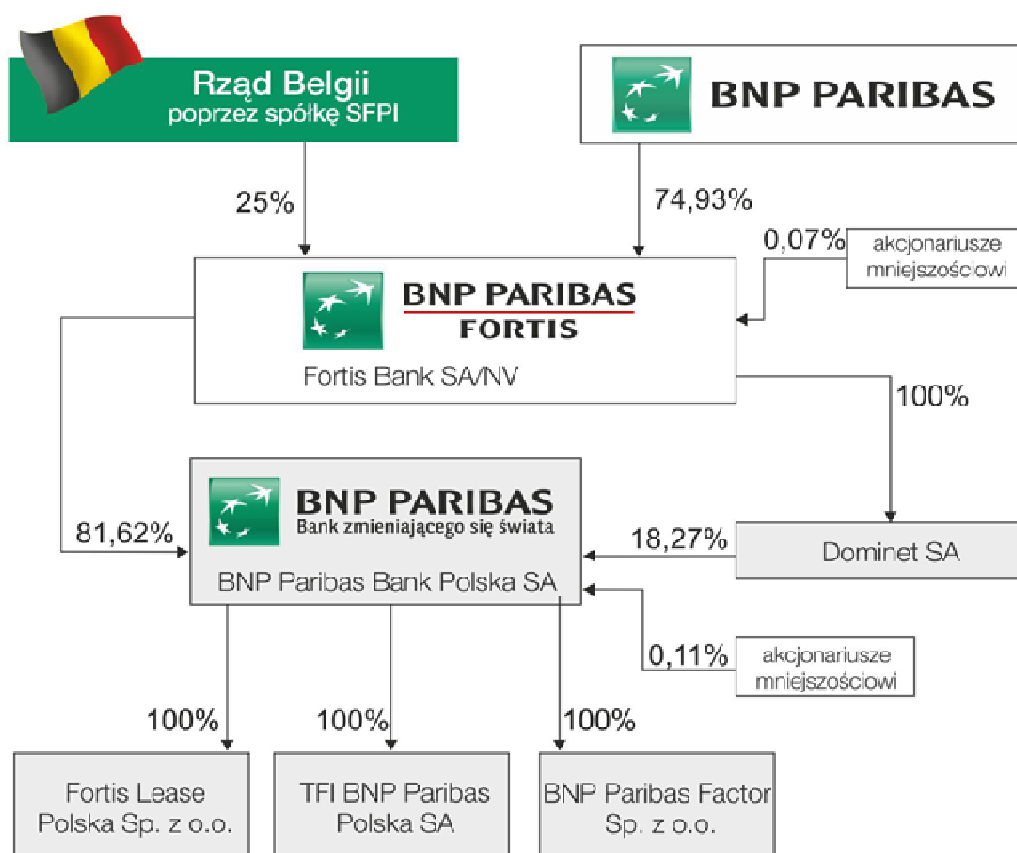 Rząd Belgii
poprzez spółkę SFPI
BNP PARIBAS
25%
74,93%
0,07%
akcjonariusze
mniejszościowi
BNP PARIBAS
FORTIS
Fortis Bank SA/NV
100%
BNP PARIBAS
Bank zmieniającego się świata
BNP Paribas Bank Polska SA
81,62%
18,27%
Dominet SA
0,11%
akcjonariusze
mniejszościowi
100%
100%
100%
Fortis Lease
Polska Sp. z o.o.
TFI BNP Paribas
Polska SA
BNP Paribas Factor
Sp. z o.o.